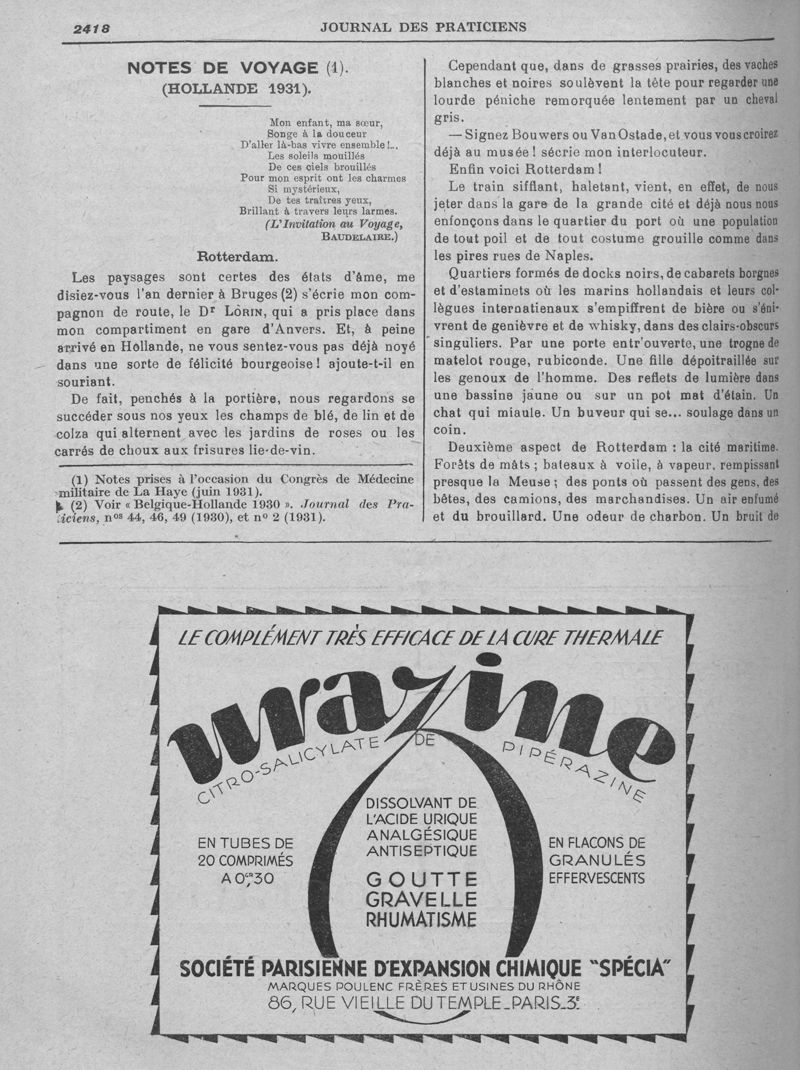 2418
JOURNAL DES PRATICIENS
NOTES DE VOYAGE (1).
(HOLLANDE 1931).
Mon enfant, ma sœur,
Songe à la douceur
D'aller là-bas vivre ensemble !...
Les soleils mouillés
De ces ciels brouillés
Pour mon esprit ont les charmes
Si mystérieux,
De tes traîtres yeux,
Brillant à travers leurs larmes.
(L'Invitation au Voyage,
BAUDELAIRE.)
Rotterdam.
Les paysages sont certes des états d'âme, me
disiez-vous l'an dernier à Bruges (2) s'écrie mon com-
pagnon de route, le Dr LÓRIN, qui a pris place dans
mon compartiment en gare d'Anvers. Et, à peine
arrivé en Hollande, ne vous sentez-vous pas déjà noyé
dans une sorte de félicité bourgeoise ! ajoute-t-il en
souriant.
De fait, penchés à la portière, nous regardons se
succéder sous nos yeux les champs de blé, de lin et de
colza qui alternent avec les jardins de roses ou les
carrés de choux aux frisures lie-de-vin.
(1) Notes prises à l'occasion du Congrès de Médecine
militaire de La Haye (juin 1931).
(2) Voir « Belgique-Hollande 1930 ». Journal des Pra-
ticiens, nos 44, 46, 49 (1930), et no 2 (1931).
Cependant que, dans de grasses prairies, des vaches
blanches et noires soulèvent la tête pour regarder une
lourde péniche remorquée lentement par un cheval
gris.
— Signez Bouwers ou Van Ostade, et vous vous croirez
déjà au musée ! sécrie mon interlocuteur.
Enfin voici Rotterdam !
Le train sifflant, haletant, vient, en effet, de nous
jeter dans la gare de la grande cité et déjà nous nous
enfonçons dans le quartier du port où une population
de tout poil et de tout costume grouille comme dans
les pires rues de Naples.
Quartiers formés de docks noirs, de cabarets borgnes
et d'estaminets où les marins hollandais et leurs col-
lègues internatienaux s'empiffrent de bière ou s'éni-
vrent de genièvre et de whisky, dans des clairs-obscurs
singuliers. Par une porte entr'ouverte, une trogne de
matelot rouge, rubiconde. Une fille dépoitraillée sur
les genoux de l'homme. Des reflets de lumière dans
une bassine jaune ou sur un pot mat d'étain. Un
chat qui miaule. Un buveur qui se... soulage dans un
coin.
Deuxième aspect de Rotterdam : la cité maritime.
Forêts de mâts ; bateaux à voile, à vapeur, rempissant
presque la Meuse ; des ponts où passent des gens, des
bêtes, des camions, des marchandises. Un air enfumé
et du brouillard. Une odeur de charbon. Un bruit de
LE COMPLÉMENT TRÈS EFFICACE DE LA CURE THERMALE
urazine
CITRO-SALICYLATE DE PIPÉRAZINE
DISSOLVANT DE
L'ACIDE URIQUE
ANALGÉSIQUE
ANTISEPTIQUE
EN TUBES DE
20 COMPRIMÉS
A 0,gr30
GOUTTE
GRAVELLE
RHUMATISME
EN FLACONS DE
GRANULÉS
EFFERVESCENTS
SOCIÉTÉ PARISIENNE D'EXPANSION CHIMIQUE "SPÉCIA"
MARQUES POULENC FRÈRES ET USINES DU RHÔNE
86, RUE VIEILLE DU TEMPLE_PARIS_3e